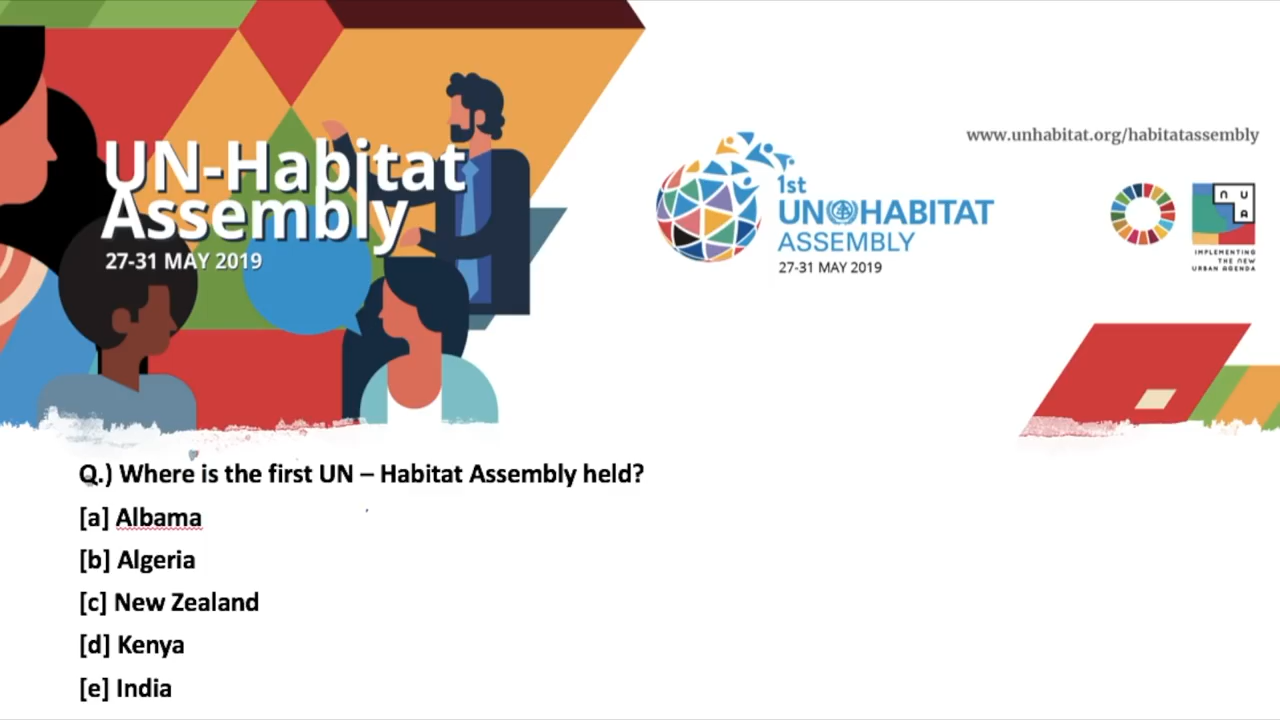 UN-Habitat
Assembly
27-31 MAY 2019
www.unhabitat.org/habitatassembly
1st
UN HABITAT
ASSEMBLY
27-31 MAY 2019
NUA
IMPLEMENTING
THE NEW
URBAN AGENDA
Q.) Where is the first UN – Habitat Assembly held?
[a] Albama
[b] Algeria
[c] New Zealand
[d] Kenya
[e] India